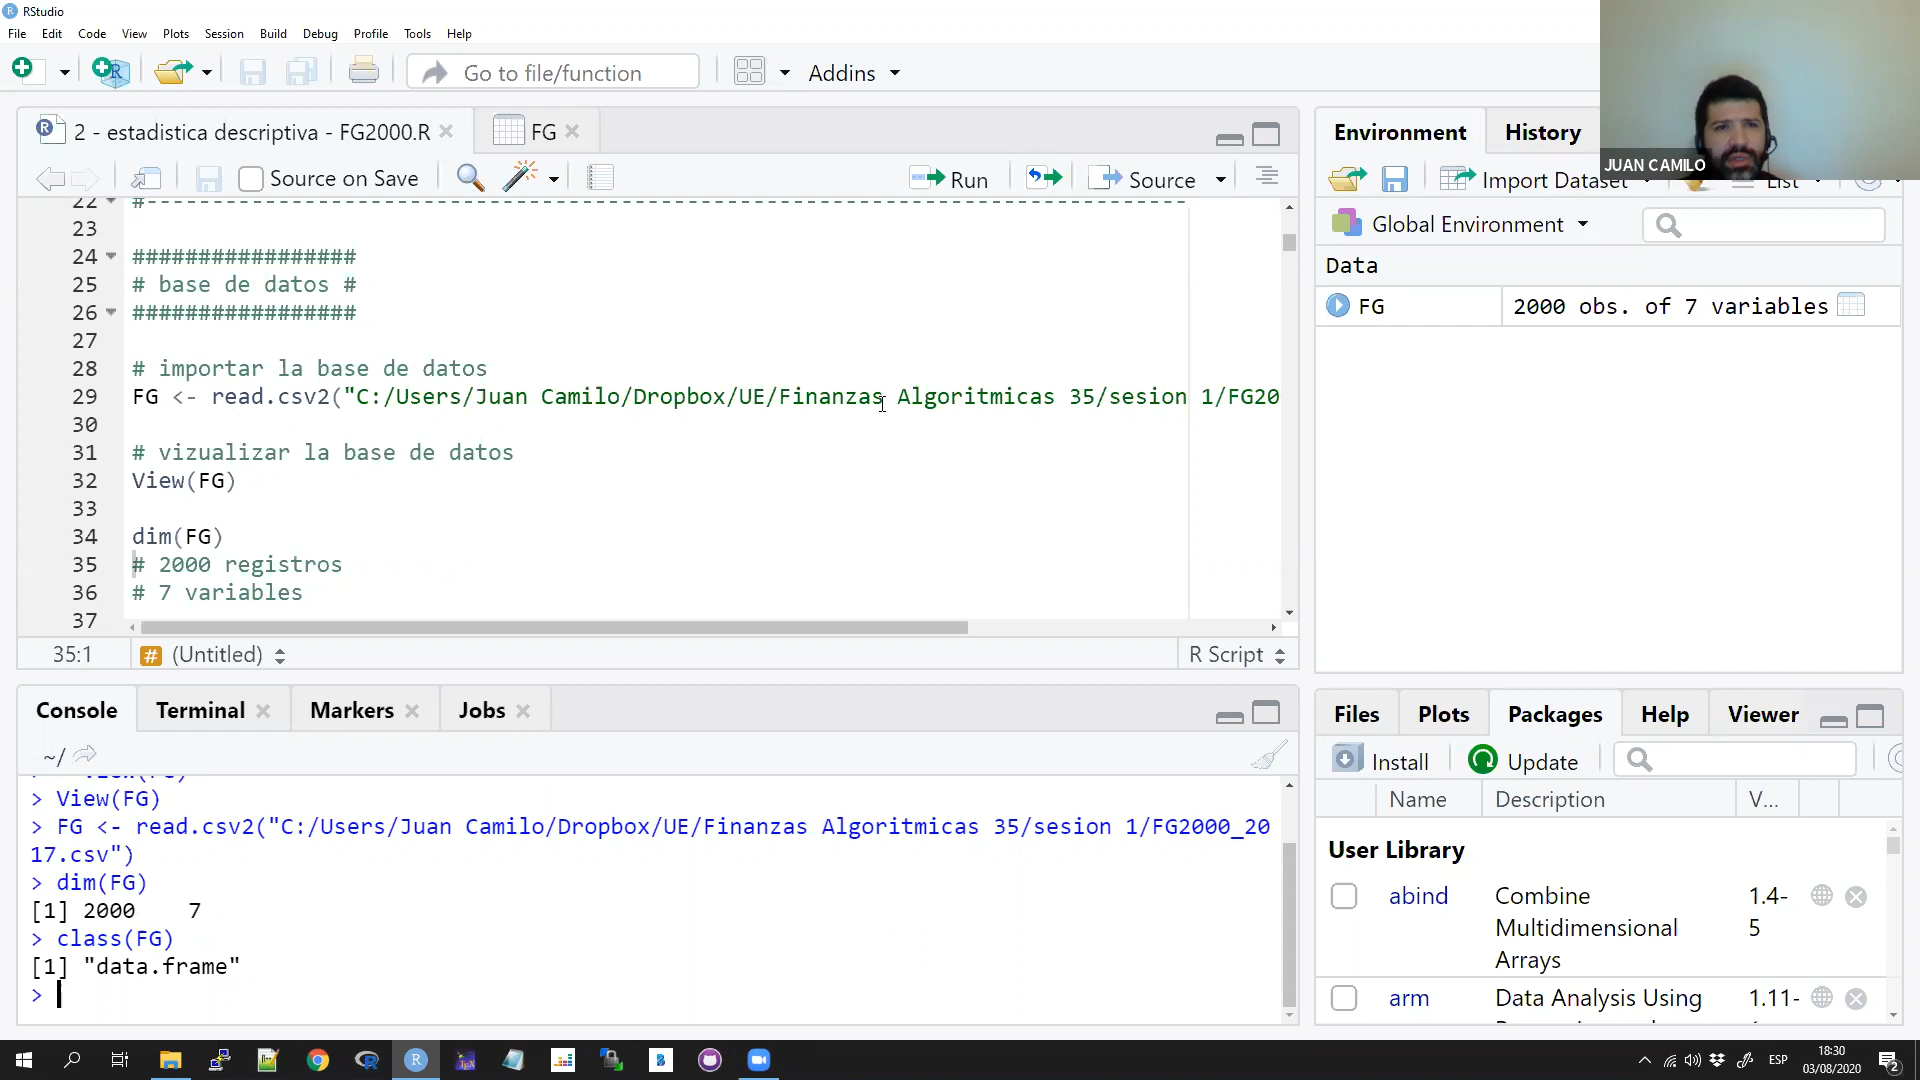 RStudio
File Edit Code View Plots Session Build Debug Profile Tools Help
Go to file/function
Addins
2 - estadistica descriptiva - FG2000.R
FG
Source on Save
Run
Source
22 #-------------------------------------------------------------------------------
23
24 #################
25 # base de datos #
26 #################
27
28 # importar la base de datos
29 FG <- read.csv2("C:/Users/Juan Camilo/Dropbox/UE/Finanzas Algoritmicas 35/sesion 1/FG20
30
31 # vizualizar la base de datos
32 View(FG)
33
34 dim(FG)
35 # 2000 registros
36 # 7 variables
37
35:1 # (Untitled) R Script
Console Terminal Markers Jobs
~/
> View(FG)
> View(FG)
> FG <- read.csv2("C:/Users/Juan Camilo/Dropbox/UE/Finanzas Algoritmicas 35/sesion 1/FG2000_20
17.csv")
> dim(FG)
[1] 2000    7
> class(FG)
[1] "data.frame"
>
Environment History
JUAN CAMILO
Import Dataset
List
Global Environment
Data
FG 2000 obs. of 7 variables
Files Plots Packages Help Viewer
Install Update
Name Description V...
User Library
abind Combine 1.4-
Multidimensional 5
Arrays
arm Data Analysis Using 1.11-
ESP
18:30
03/08/2020
2